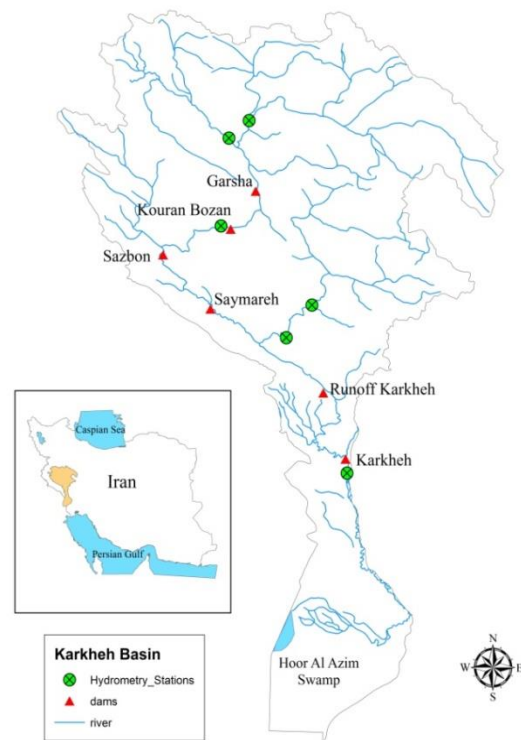 Garsha
Kouran Bozan
Sazbon
Saymareh
Runoff Karkheh
Karkheh
Caspian Sea
Iran
Persian Gulf
Hoor Al Azim
Swamp
Karkheh Basin
Hydrometry_Stations
dams
river
N
W
E
S